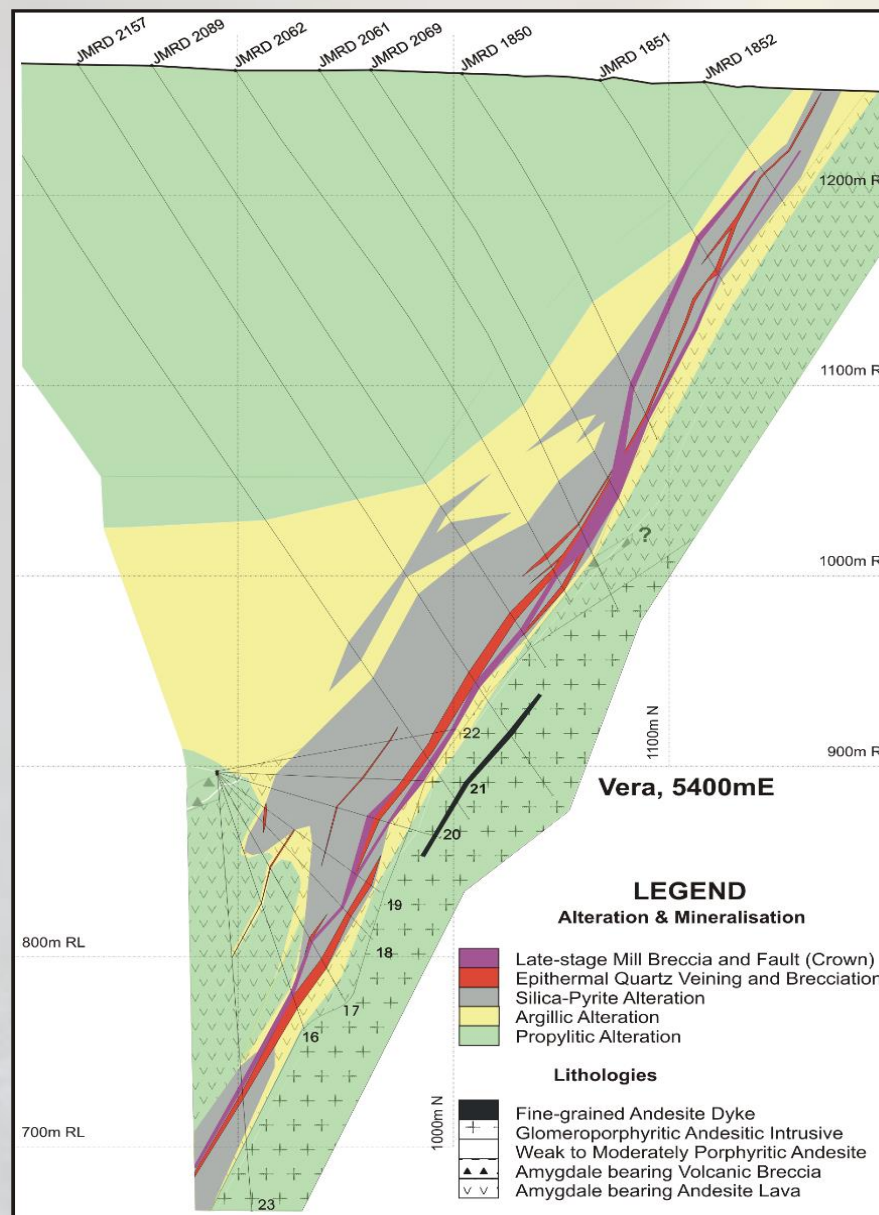 JMRD 2157
JMRD 2089
JMRD 2062
JMRD 2061
JMRD 2069
JMRD 1850
JMRD 1851
JMRD 1852
1200m R
1100m R
?
1000m R
1100m N
22
900m R
21
Vera, 5400mE
20
19
18
17
16
23
800m RL
700m RL
1000m N
LEGEND
Alteration & Mineralisation
Late-stage Mill Breccia and Fault (Crown)
Epithermal Quartz Veining and Brecciation
Silica-Pyrite Alteration
Argillic Alteration
Propylitic Alteration
Lithologies
Fine-grained Andesite Dyke
Glomeroporphyritic Andesitic Intrusive
Weak to Moderately Porphyritic Andesite
Amygdale bearing Volcanic Breccia
Amygdale bearing Andesite Lava